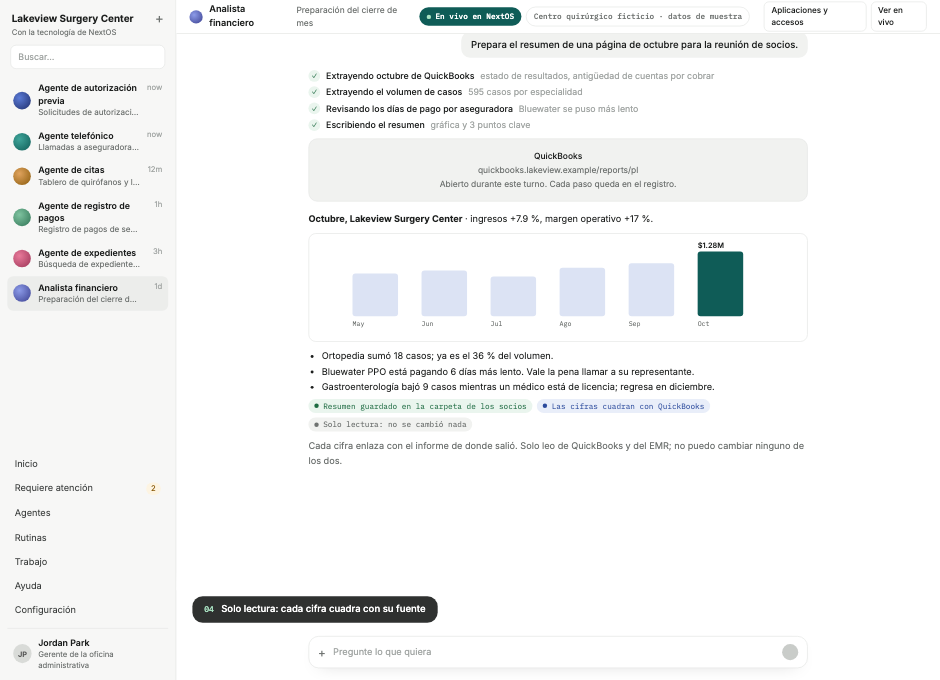 Lakeview Surgery Center
+
Con la tecnología de NextOS
Buscar...
Agente de autorización previa
now
Solicitudes de autorizaci...
Agente telefónico
now
Llamadas a aseguradora...
Agente de citas
12m
Tablero de quirófanos y l...
Agente de registro de pagos
1h
Registro de pagos de se...
Agente de expedientes
3h
Búsqueda de expediente...
Analista financiero
1d
Preparación del cierre d...
Inicio
Requiere atención
2
Agentes
Rutinas
Trabajo
Ayuda
Configuración
JP
Jordan Park
Gerente de la oficina
administrativa
Analista
financiero
Preparación del cierre de
mes
En vivo en NextOS
Centro quirúrgico ficticio · datos de muestra
Aplicaciones y
accesos
Ver en
vivo
Prepara el resumen de una página de octubre para la reunión de socios.
✓ Extrayendo octubre de QuickBooks estado de resultados, antigüedad de cuentas por cobrar
✓ Extrayendo el volumen de casos 595 casos por especialidad
✓ Revisando los días de pago por aseguradora Bluewater se puso más lento
✓ Escribiendo el resumen gráfica y 3 puntos clave
QuickBooks
quickbooks.lakeview.example/reports/pl
Abierto durante este turno. Cada paso queda en el registro.
Octubre, Lakeview Surgery Center · ingresos +7.9 %, margen operativo +17 %.
$1.28M
May Jun Jul Ago Sep Oct
• Ortopedia sumó 18 casos; ya es el 36 % del volumen.
• Bluewater PPO está pagando 6 días más lento. Vale la pena llamar a su representante.
• Gastroenterología bajó 9 casos mientras un médico está de licencia; regresa en diciembre.
Resumen guardado en la carpeta de los socios
Las cifras cuadran con QuickBooks
Solo lectura: no se cambió nada
Cada cifra enlaza con el informe de donde salió. Solo leo de QuickBooks y del EMR; no puedo cambiar ninguno de
los dos.
04 Solo lectura: cada cifra cuadra con su fuente
+ Pregunte lo que quiera